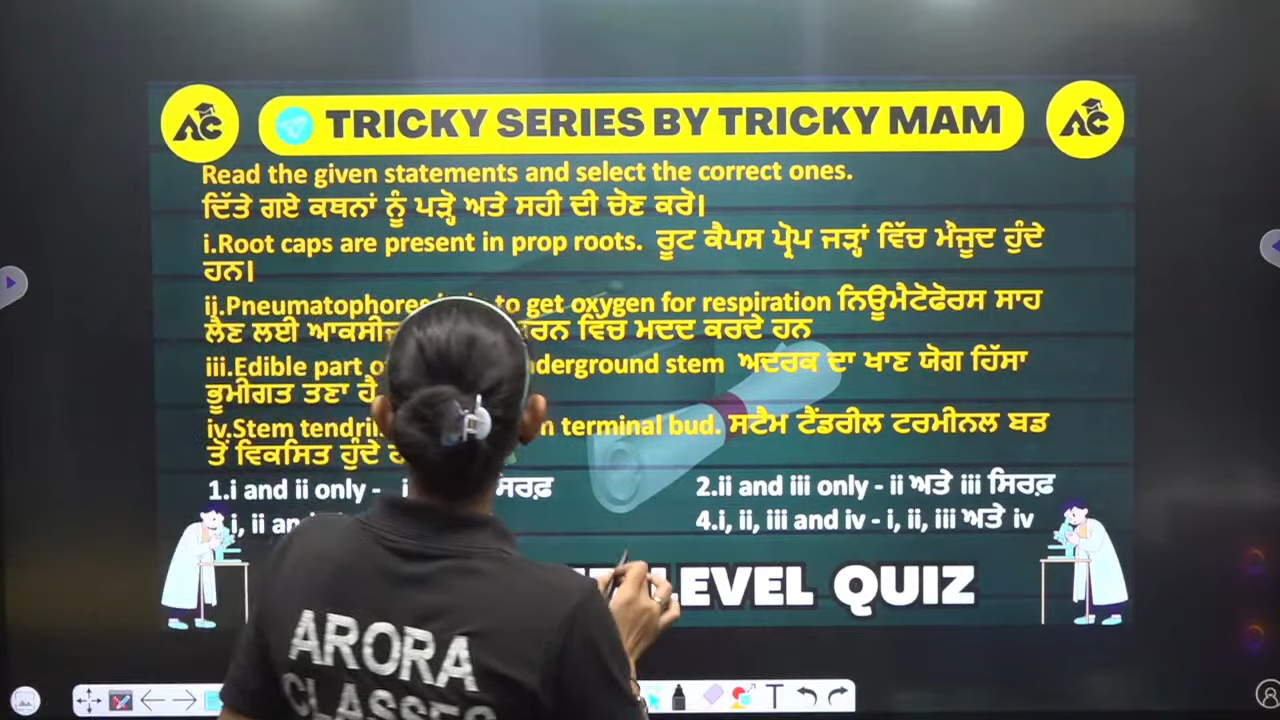 AC
TRICKY SERIES BY TRICKY MAM
AC
Read the given statements and select the correct ones.
ਦਿੱਤੇ ਗਏ ਕਥਨਾਂ ਨੂੰ ਪੜ੍ਹੋ ਅਤੇ ਸਹੀ ਦੀ ਚੋਣ ਕਰੋ।
i.Root caps are present in prop roots. ਰੂਟ ਕੈਪਸ ਪ੍ਰੋਪ ਜੜ੍ਹਾਂ ਵਿੱਚ ਮੌਜੂਦ ਹੁੰਦੇ
ਹਨ।
ii.Pneumatophores to get oxygen for respiration ਨਿਊਮੈਟੋਫੋਰਸ ਸਾਹ
ਲੈਣ ਲਈ ਵਿਚ ਮਦਦ ਕਰਦੇ ਹਨ
iii.Edible part underground stem ਅਦਰਕ ਦਾ ਖਾਣ ਯੋਗ ਹਿੱਸਾ
ਭੂਮੀਗਤ ਤਣਾ ਹੈ
iv.Stem terminal bud. ਸਟੈਮ ਟੈਂਡਰੀਲ ਟਰਮੀਨਲ ਬਡ
ਤੋਂ ਵਿਕਸਿਤ ਹੁੰਦੇ
1.i and ii only - ਸਿਰਫ਼
2.ii and iii only - ii ਅਤੇ iii ਸਿਰਫ਼
i, ii
4.i, ii, iii and iv - i, ii, iii ਅਤੇ iv
LEVEL QUIZ
ARORA
CLASSES
T